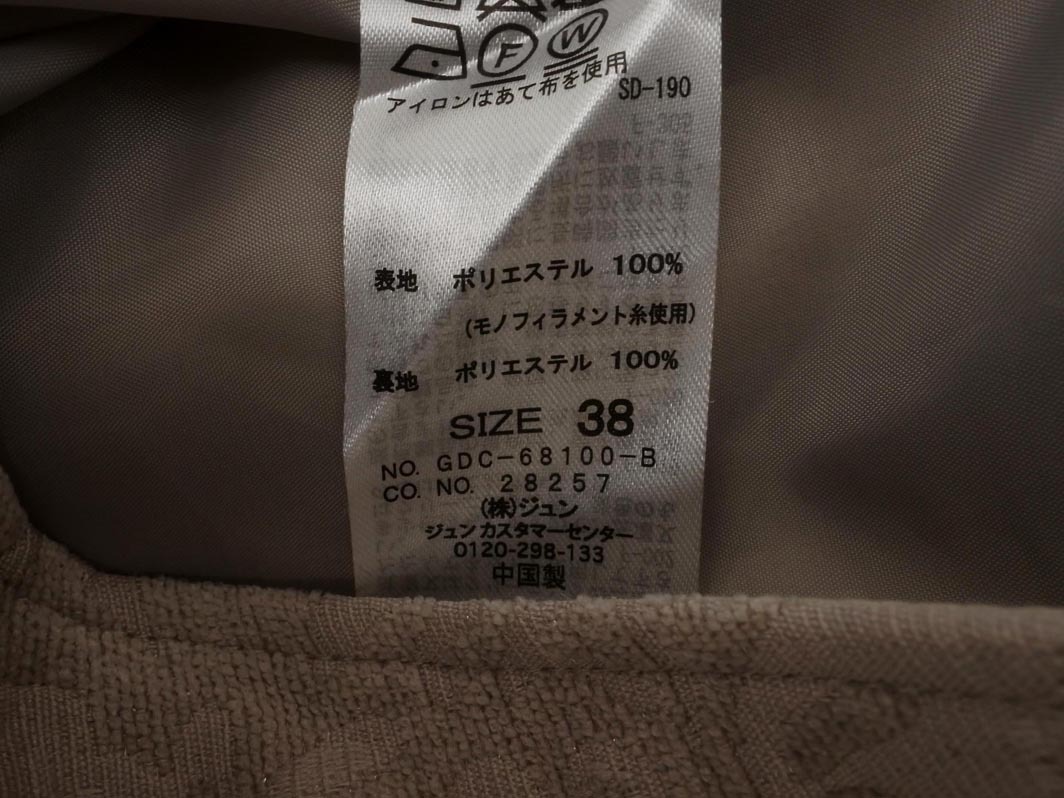 F W
アイロンはあて布を使用
SD-190
表地 ポリエステル 100%
(モノフィラメント糸使用)
裏地 ポリエステル 100%
SIZE 38
NO. GDC-68100-B
CO. NO. 28257
(株)ジュン
ジュンカスタマーセンター
0120-298-133
中国製